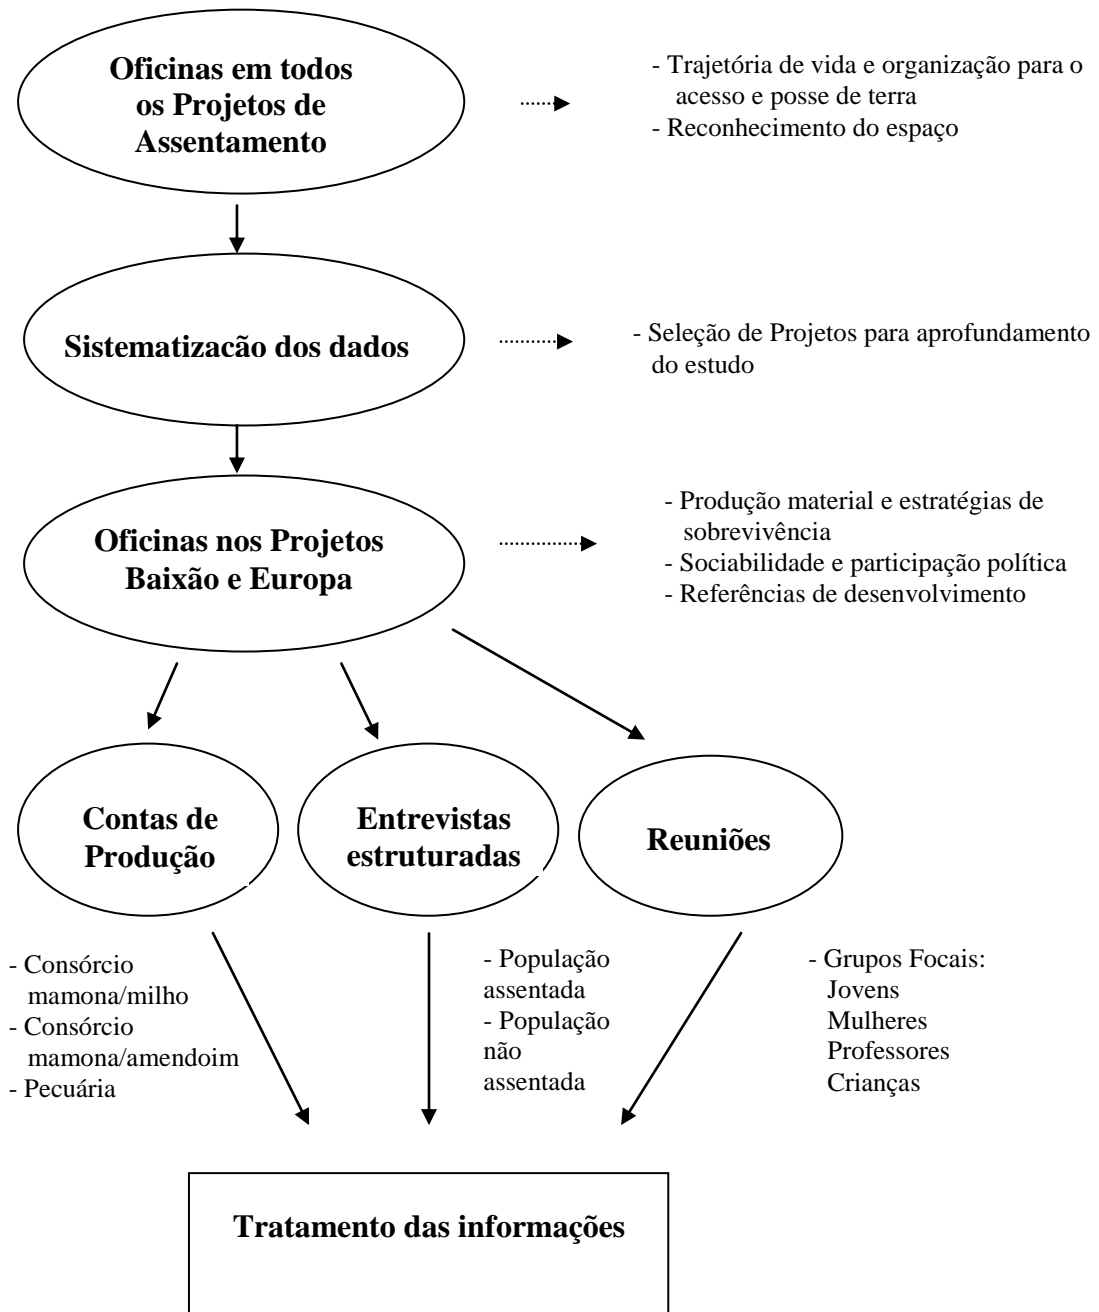 Oficinas em todos
os Projetos de
Assentamento
- Trajetória de vida e organização para o
acesso e posse de terra
- Reconhecimento do espaço
Sistematizacão dos dados
- Seleção de Projetos para aprofundamento
do estudo
Oficinas nos Projetos
Baixão e Europa
- Produção material e estratégias de
sobrevivência
- Sociabilidade e participação política
- Referências de desenvolvimento
Contas de
Produção
Entrevistas
estruturadas
Reuniões
- Consórcio
mamona/milho
- Consórcio
mamona/amendoim
- Pecuária
- População
assentada
- População
não
assentada
- Grupos Focais:
Jovens
Mulheres
Professores
Crianças
Tratamento das informações